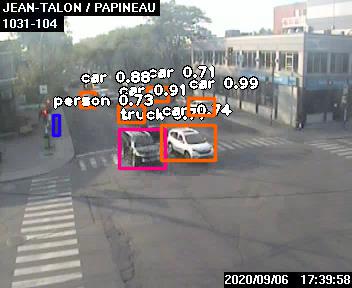 JEAN-TALON / PAPINEAU
1031-104
car 0.88
car 0.71
car 0.99
car 0.91
person 0.73
car 0.74
truck
2020/09/06 17:39:58